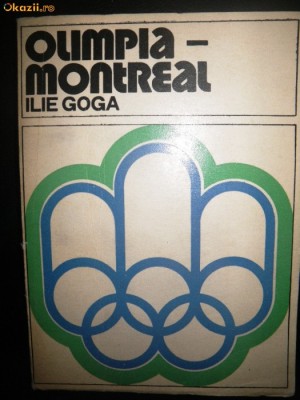 Okazii.ro
OLIMPIA –
MONTREAL
ILIE GOGA